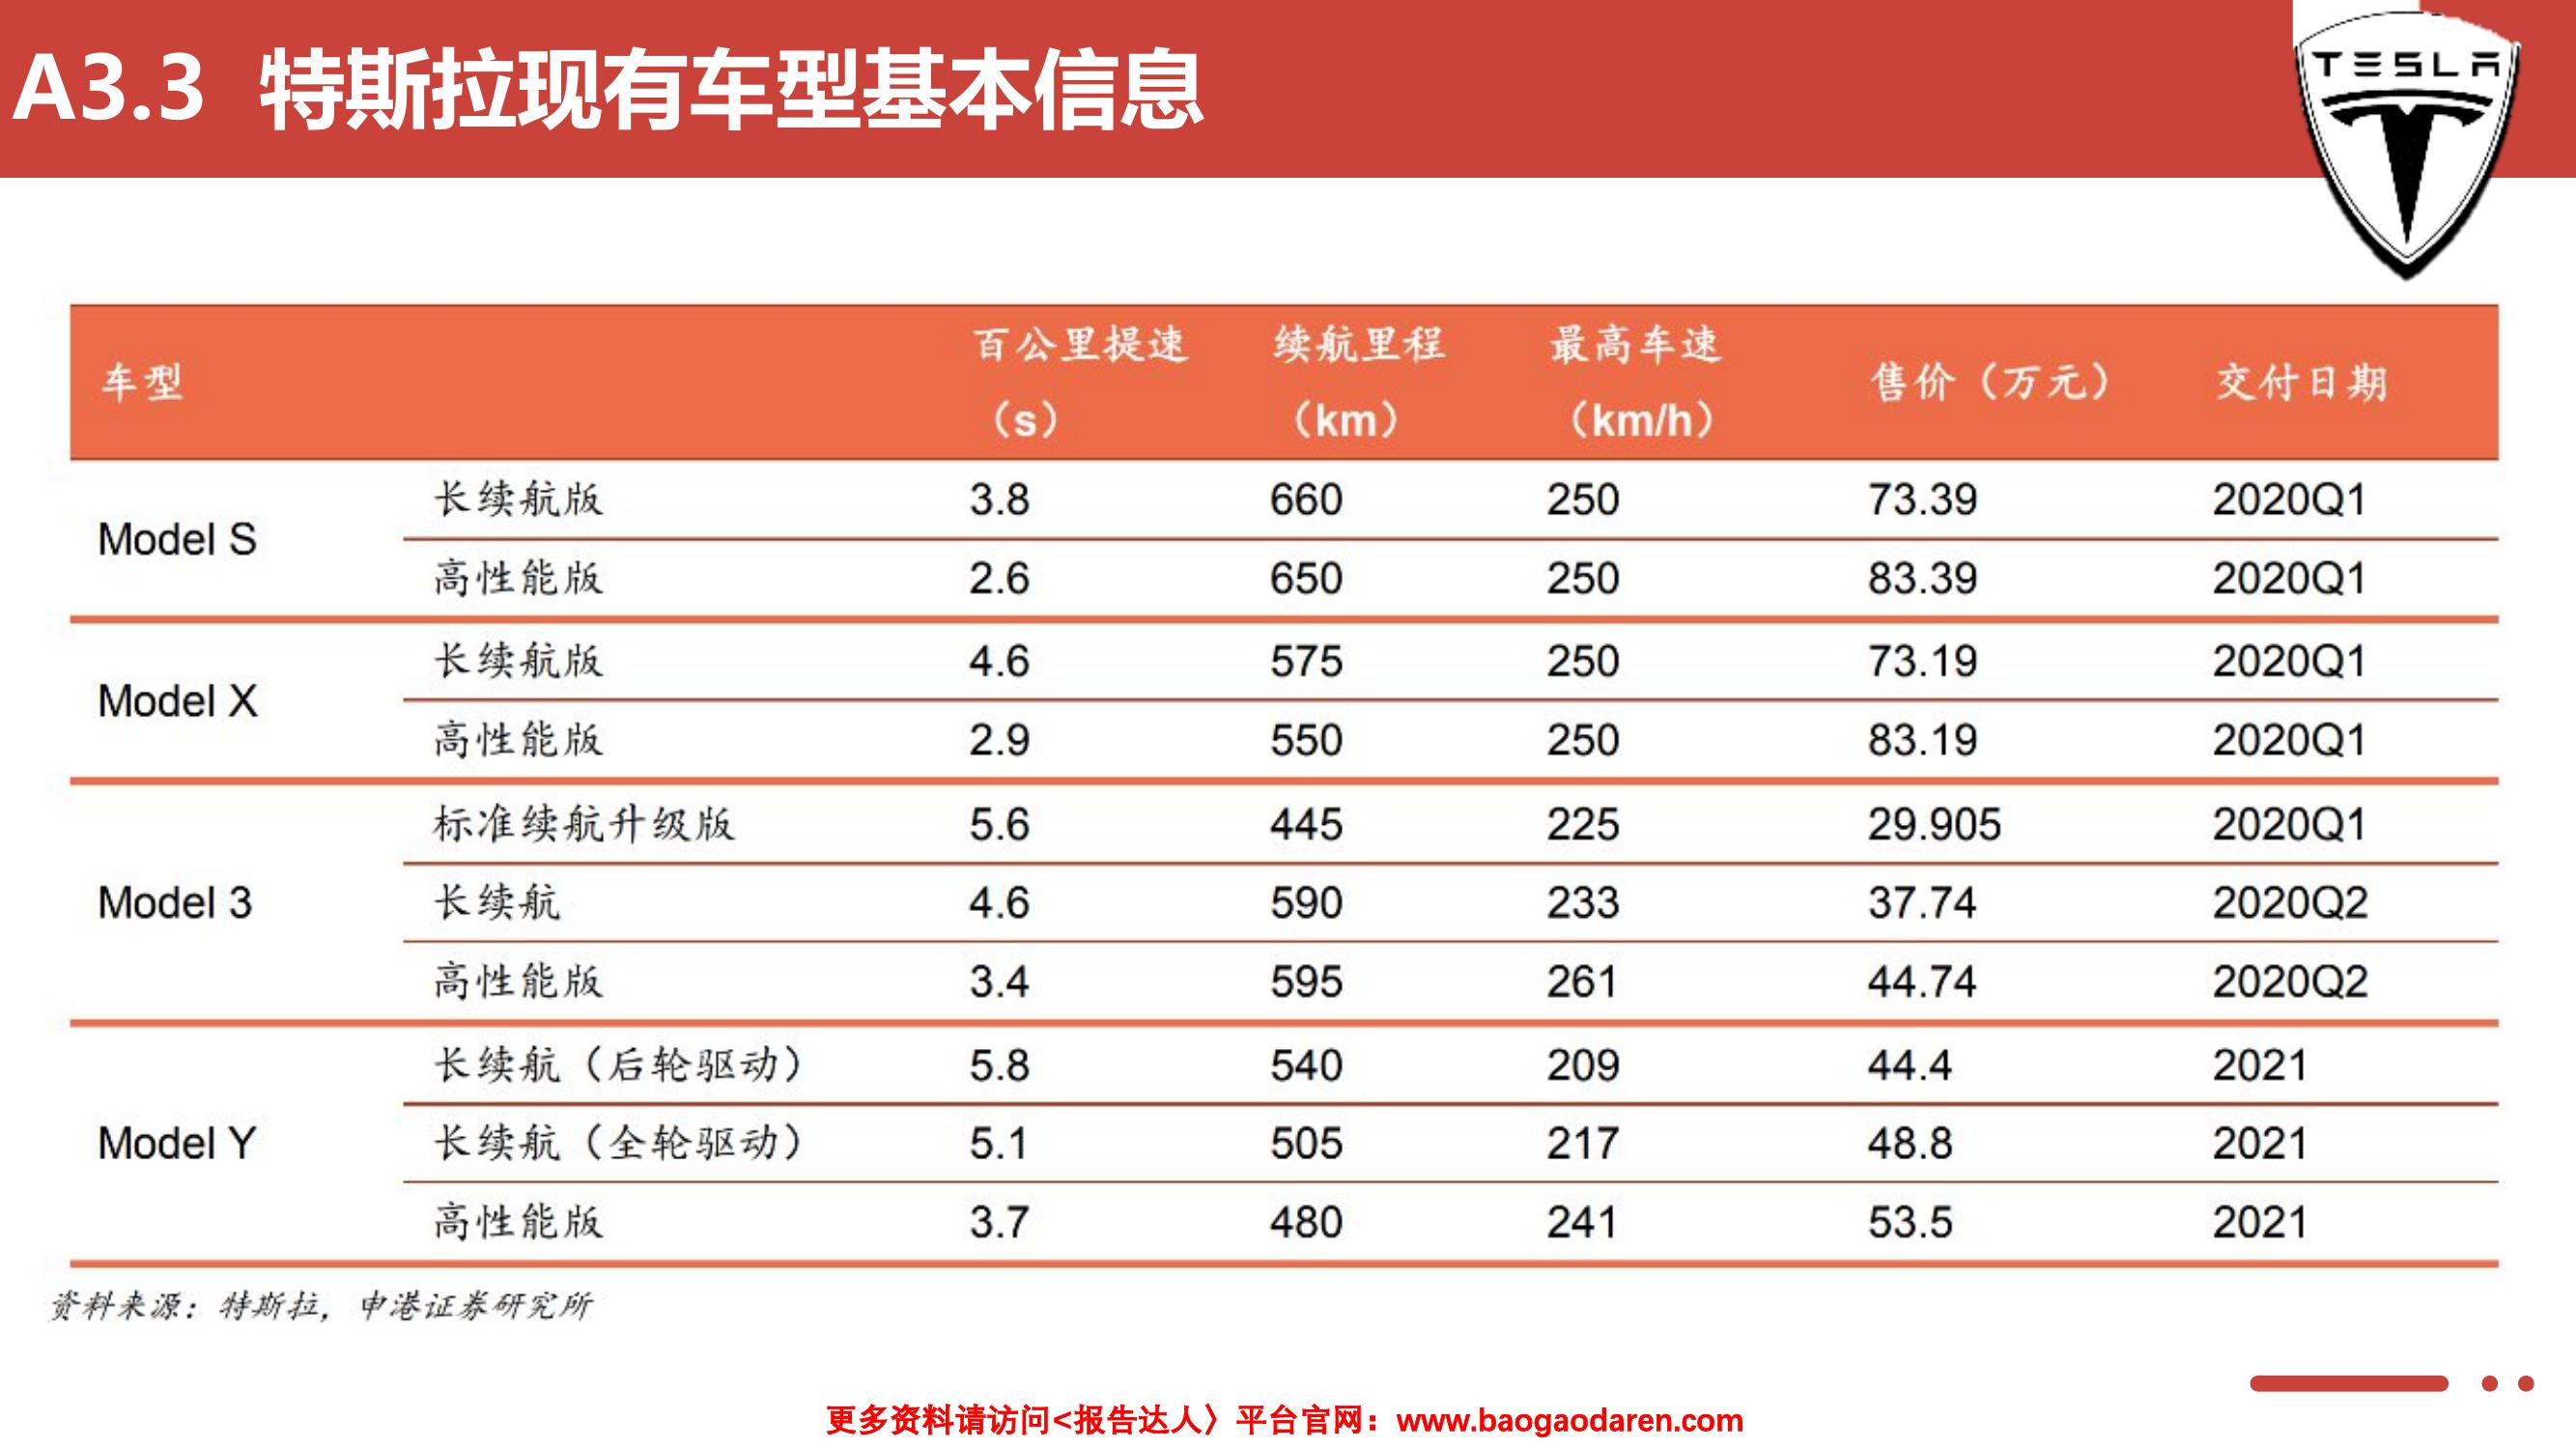 A3.3 特斯拉现有车型基本信息
TESLA
车型 百公里提速（s） 续航里程（km） 最高车速（km/h） 售价（万元） 交付日期
Model S
长续航版 3.8 660 250 73.39 2020Q1
高性能版 2.6 650 250 83.39 2020Q1
Model X
长续航版 4.6 575 250 73.19 2020Q1
高性能版 2.9 550 250 83.19 2020Q1
Model 3
标准续航升级版 5.6 445 225 29.905 2020Q1
长续航 4.6 590 233 37.74 2020Q2
高性能版 3.4 595 261 44.74 2020Q2
Model Y
长续航（后轮驱动） 5.8 540 209 44.4 2021
长续航（全轮驱动） 5.1 505 217 48.8 2021
高性能版 3.7 480 241 53.5 2021
资料来源：特斯拉，申港证券研究所
更多资料请访问<报告达人〉平台官网：www.baogaodaren.com